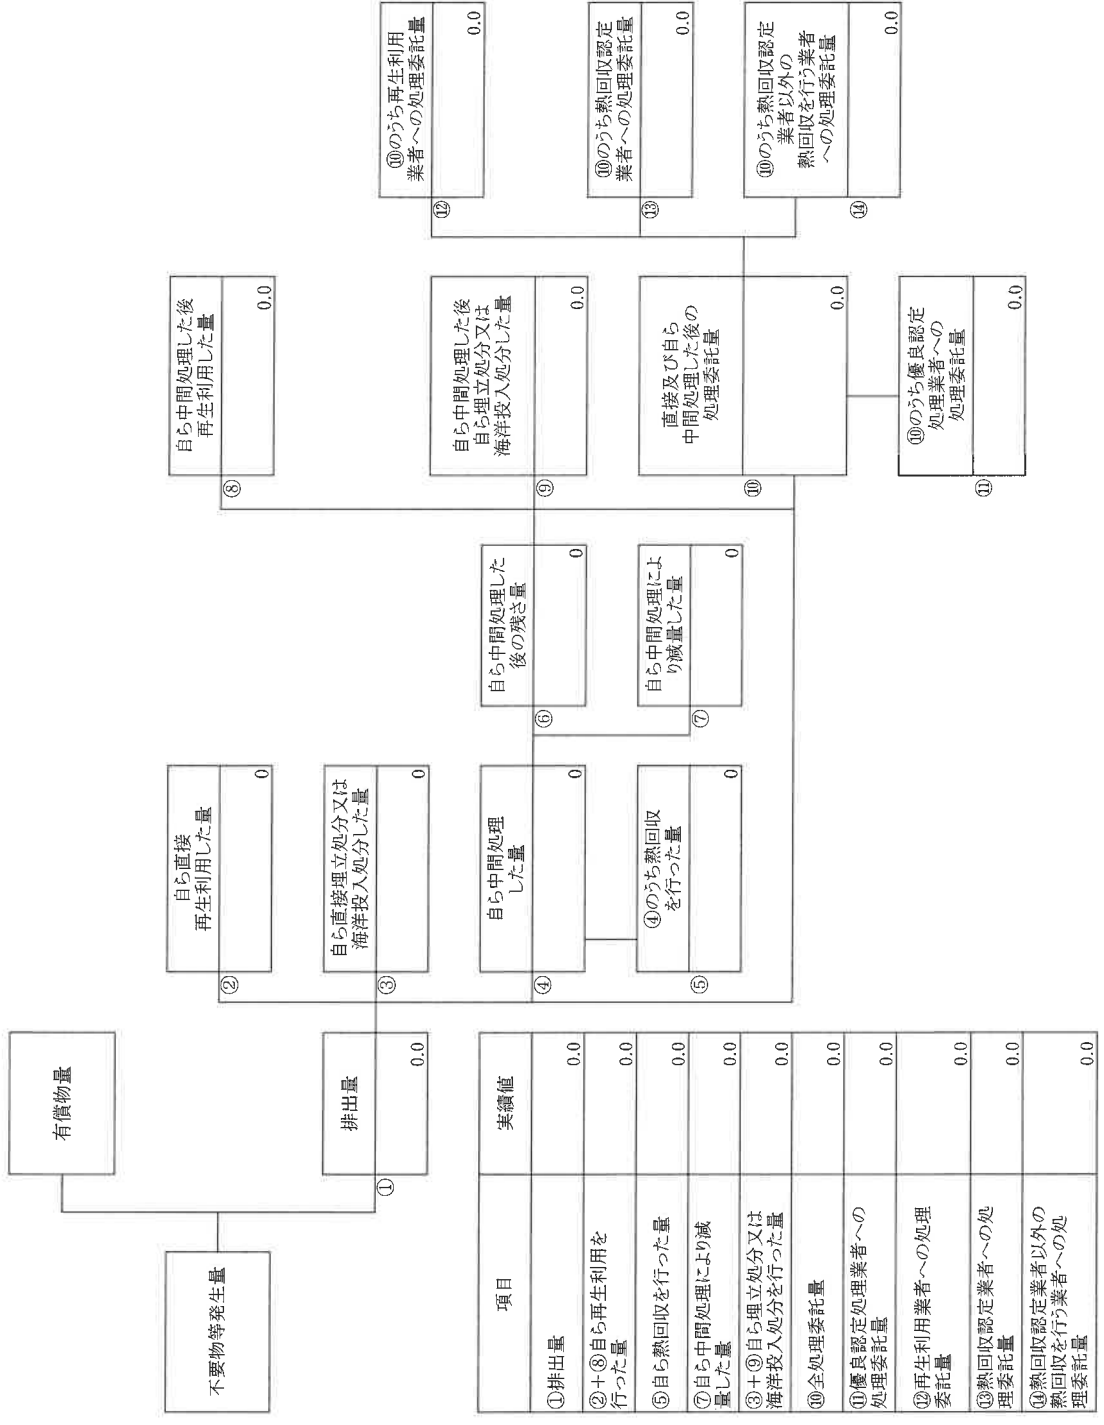 不要物等発生量
有償物量
排出量
①
0.0
自ら直接
再生利用した量
②
0
自ら直接埋立処分又は
海洋投入処分した量
③
0
自ら中間処理
した量
④
0
④のうち熱回収
を行った量
⑤
0
自ら中間処理した
後の残さ量
⑥
0
自ら中間処理によ
り減量した量
⑦
0
自ら中間処理した後
再生利用した量
⑧
0.0
自ら中間処理した後
自ら埋立処分又は
海洋投入処分した量
⑨
0.0
直接及び自ら
中間処理した後の
処理委託量
⑩
0.0
⑩のうち優良認定
処理業者への
処理委託量
⑪
0.0
⑩のうち再生利用
業者への処理委託量
⑫
0.0
⑩のうち熱回収認定
業者への処理委託量
⑬
0.0
⑩のうち熱回収認定
業者以外の
熱回収を行う業者
への処理委託量
⑭
0.0
項目 実績値
①排出量 0.0
②+⑧自ら再生利用を
行った量 0.0
⑤自ら熱回収を行った量 0.0
⑦自ら中間処理により減
量した量 0.0
③+⑨自ら埋立処分又は
海洋投入処分を行った量 0.0
⑩全処理委託量 0.0
⑪優良認定処理業者への
処理委託量 0.0
⑫再生利用業者への処理
委託量 0.0
⑬熱回収認定業者への処
理委託量 0.0
⑭熱回収認定業者以外の
熱回収を行う業者への処
理委託量 0.0